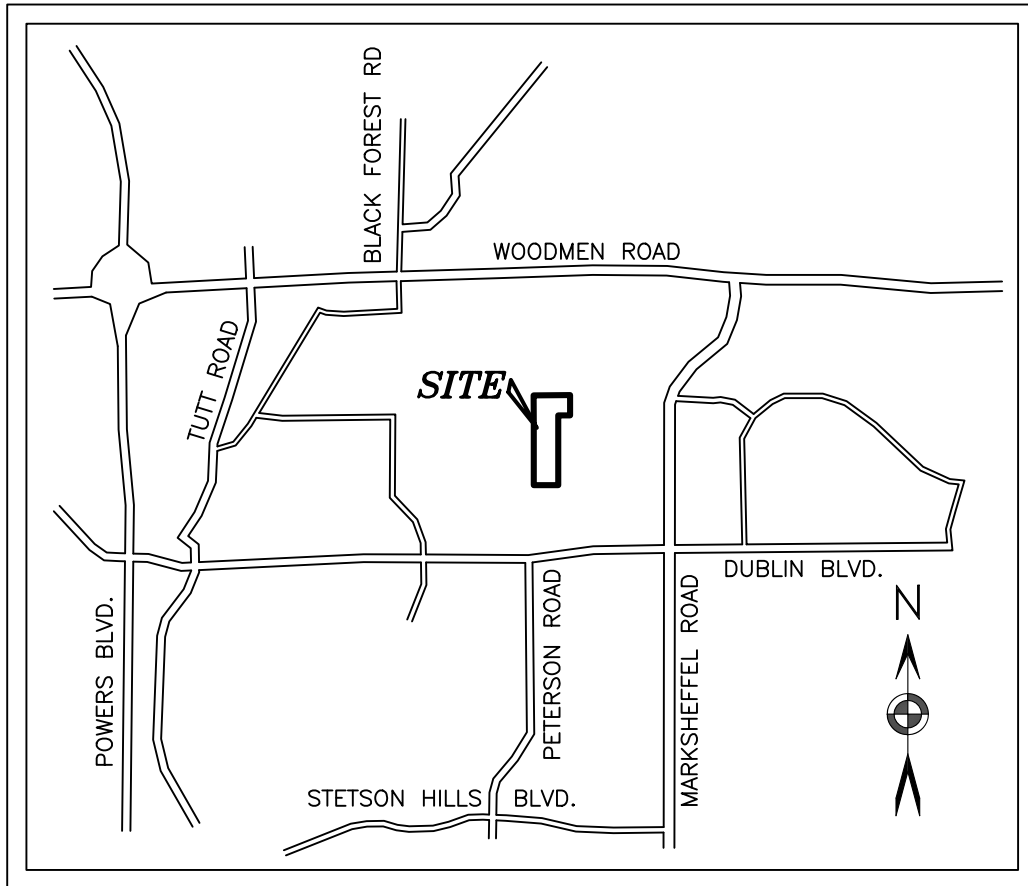 BLACK FOREST RD
WOODMEN ROAD
TUTT ROAD
SITE
DUBLIN BLVD.
POWERS BLVD.
PETERSON ROAD
MARKSHEFFEL ROAD
N
STETSON HILLS BLVD.